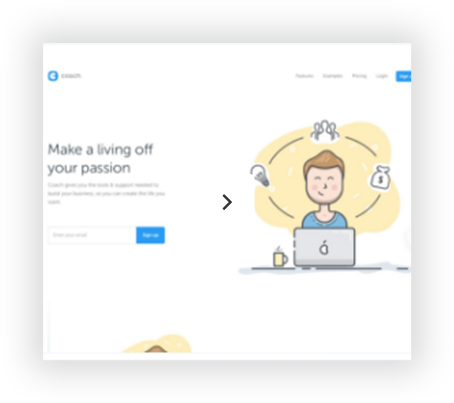 coach
Features Examples Pricing Login Sign
Make a living off
your passion
Coach gives you the tools & support needed to
build your business, so you can create the life you
want.
Enter your email Sign up